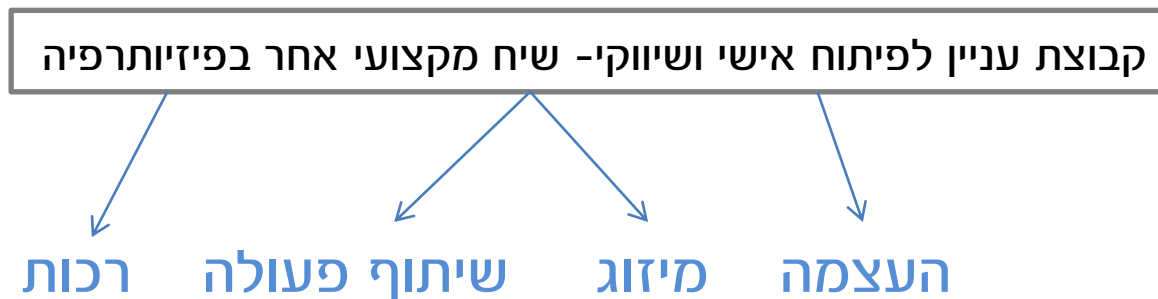 קבוצת עניין לפיתוח אישי ושיווקי- שיח מקצועי אחר בפיזיותרפיה
העצמה מיזוג שיתוף פעולה רכות